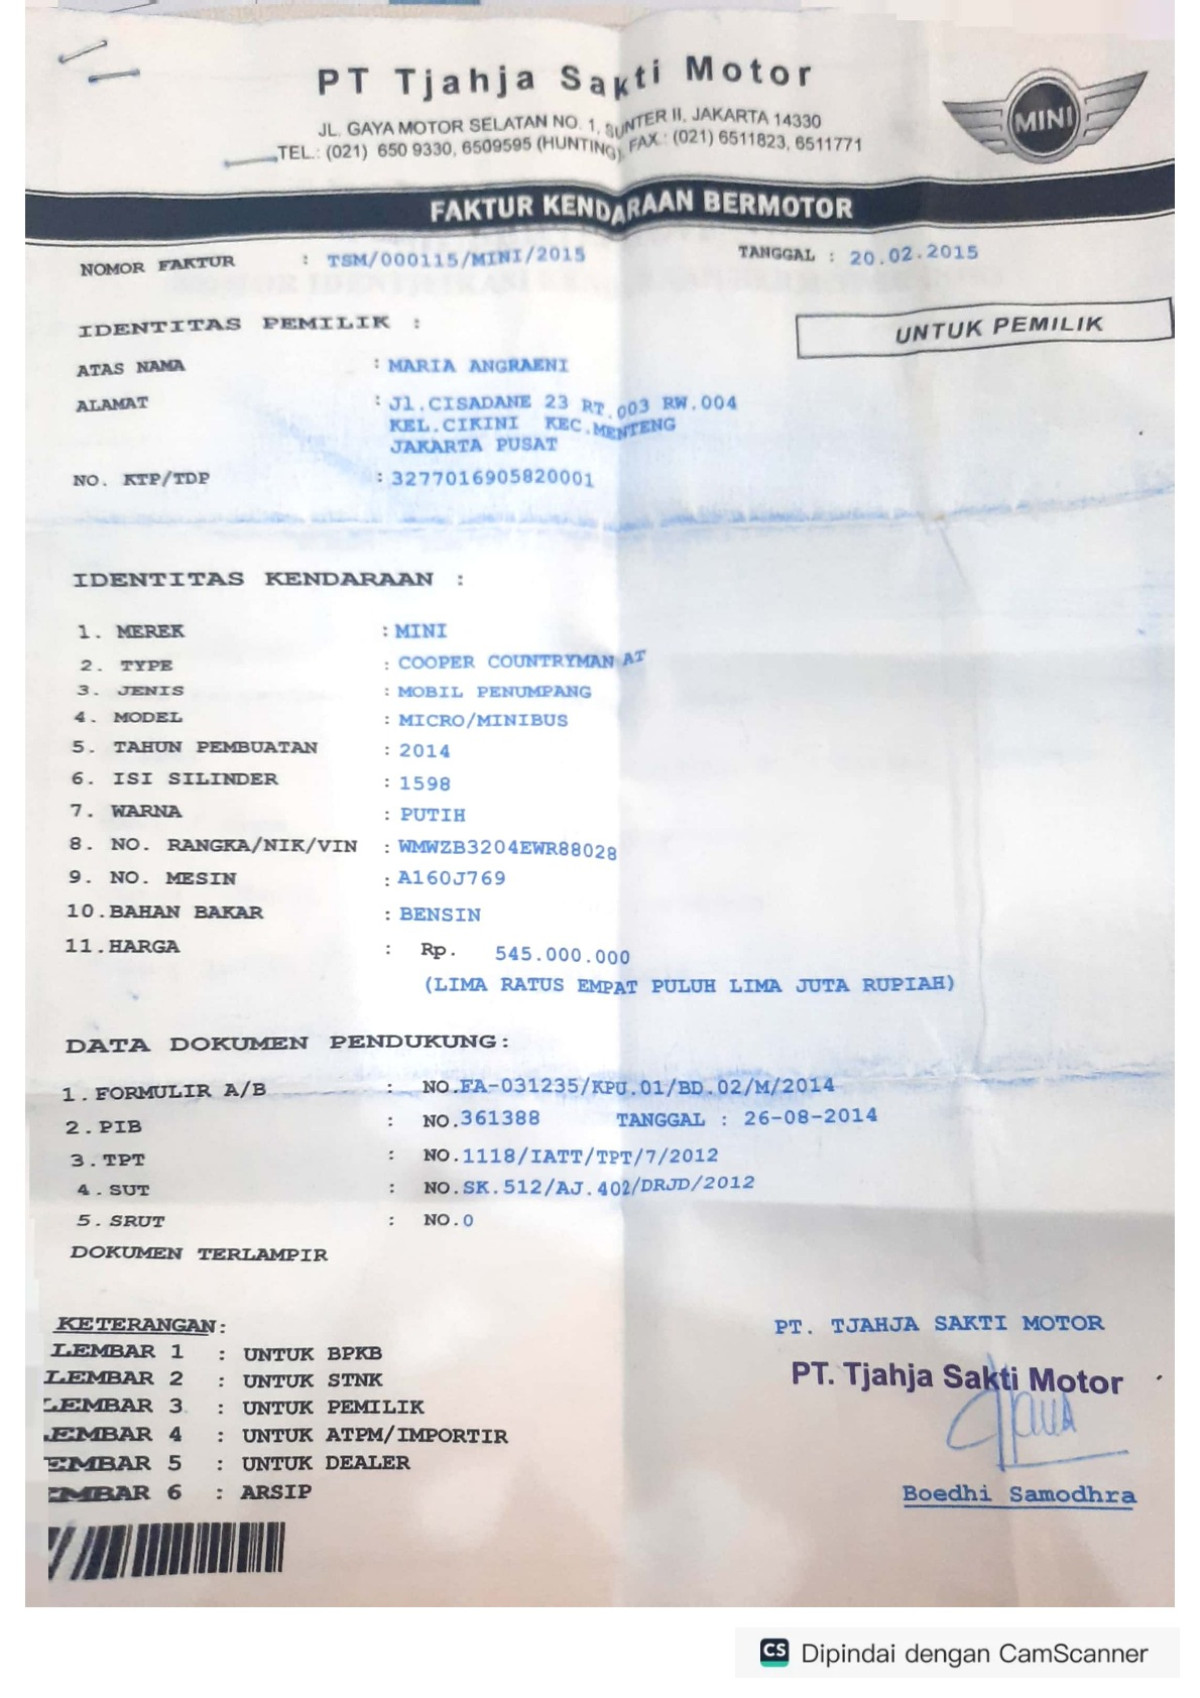 PT Tjahja Sakti Motor
JL. GAYA MOTOR SELATAN NO. 1, SUNTER II, JAKARTA 14330
TEL.: (021) 650 9330, 6509595 (HUNTING), FAX.: (021) 6511823, 6511771
MINI
FAKTUR KENDARAAN BERMOTOR
NOMOR FAKTUR : TSM/000115/MINI/2015 TANGGAL : 20.02.2015
IDENTITAS PEMILIK :
UNTUK PEMILIK
ATAS NAMA : MARIA ANGRAENI
ALAMAT : Jl.CISADANE 23 RT.003 RW.004
KEL.CIKINI KEC.MENTENG
JAKARTA PUSAT
NO. KTP/TDP : 3277016905820001
IDENTITAS KENDARAAN :
1. MEREK : MINI
2. TYPE : COOPER COUNTRYMAN AT
3. JENIS : MOBIL PENUMPANG
4. MODEL : MICRO/MINIBUS
5. TAHUN PEMBUATAN : 2014
6. ISI SILINDER : 1598
7. WARNA : PUTIH
8. NO. RANGKA/NIK/VIN : WMWZB3204EWR88028
9. NO. MESIN : A160J769
10.BAHAN BAKAR : BENSIN
11.HARGA : Rp. 545.000.000
(LIMA RATUS EMPAT PULUH LIMA JUTA RUPIAH)
DATA DOKUMEN PENDUKUNG:
1.FORMULIR A/B : NO.FA-031235/KPU.01/BD.02/M/2014
2.PIB : NO.361388 TANGGAL : 26-08-2014
3.TPT : NO.1118/IATT/TPT/7/2012
4.SUT : NO.SK.512/AJ.402/DRJD/2012
5.SRUT : NO.0
DOKUMEN TERLAMPIR
KETERANGAN:
LEMBAR 1 : UNTUK BPKB
LEMBAR 2 : UNTUK STNK
LEMBAR 3 : UNTUK PEMILIK
LEMBAR 4 : UNTUK ATPM/IMPORTIR
EMBAR 5 : UNTUK DEALER
EMBAR 6 : ARSIP
PT. TJAHJA SAKTI MOTOR
PT. Tjahja Sakti Motor
Boedhi Samodhra
CS Dipindai dengan CamScanner